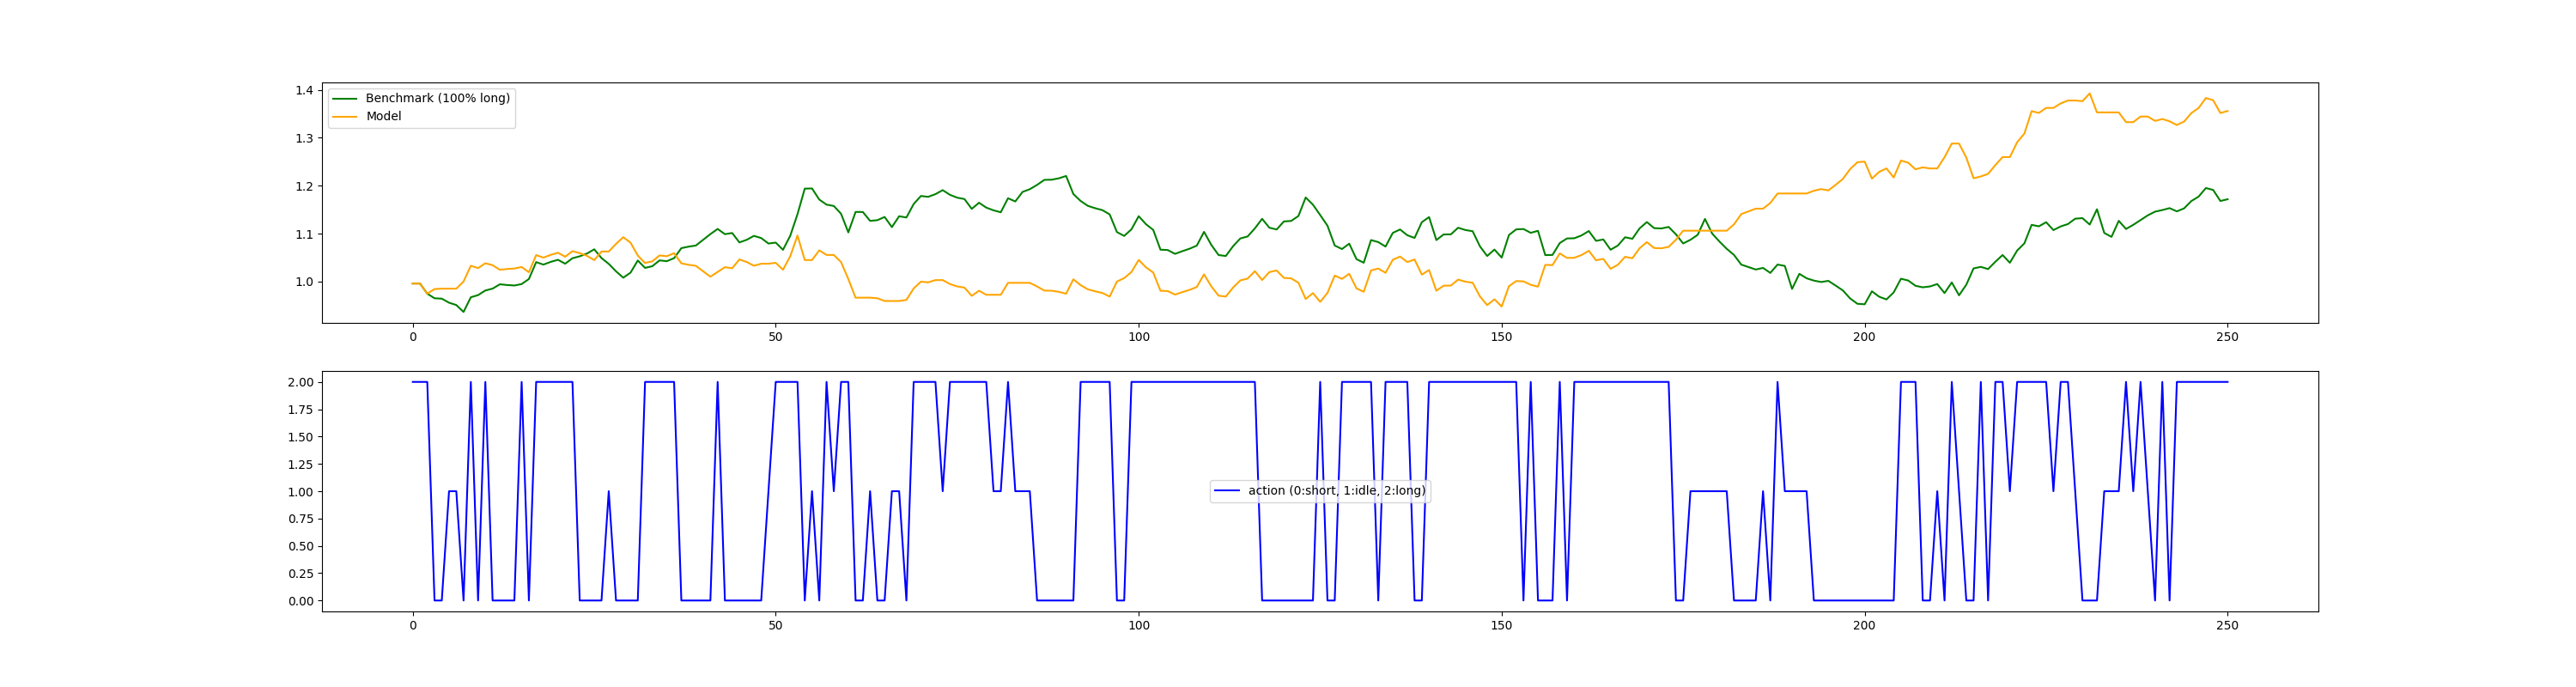 1.4
1.3
1.2
1.1
1.0
Benchmark (100% long)
Model
0 50 100 150 200 250
2.00
1.75
1.50
1.25
1.00
0.75
0.50
0.25
0.00
action (0:short, 1:idle, 2:long)
0 50 100 150 200 250